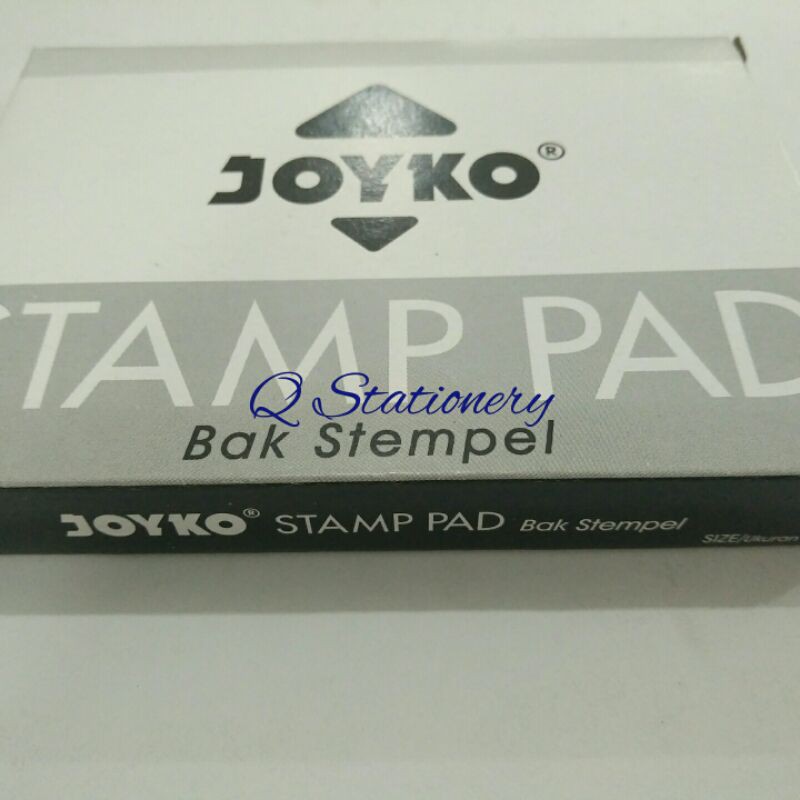 JOYKO®
STAMP PAD
Q Stationery
Bak Stempel
JOYKO® STAMP PAD Bak Stempel SIZE/Ukuran